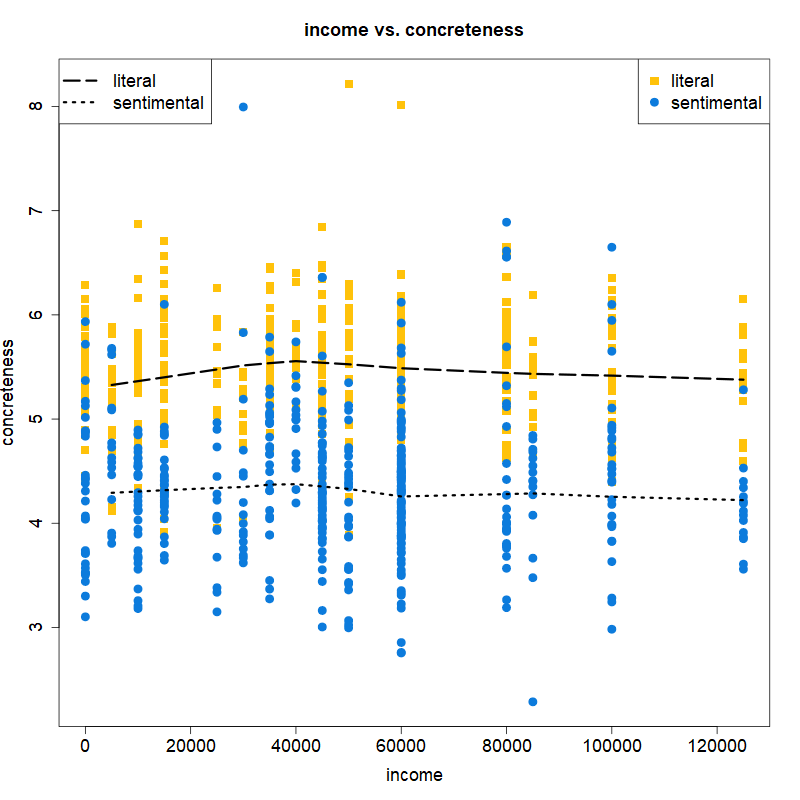 income vs. concreteness
literal
sentimental
literal
sentimental
8
7
6
5
4
3
concreteness
0 20000 40000 60000 80000 100000 120000
income